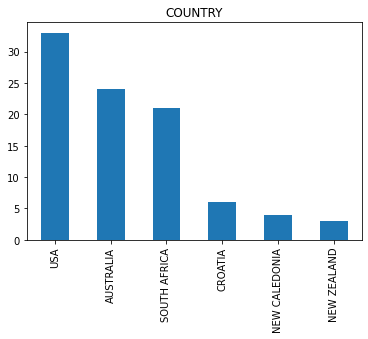 COUNTRY
30
25
20
15
10
5
0
USA
AUSTRALIA
SOUTH AFRICA
CROATIA
NEW CALEDONIA
NEW ZEALAND